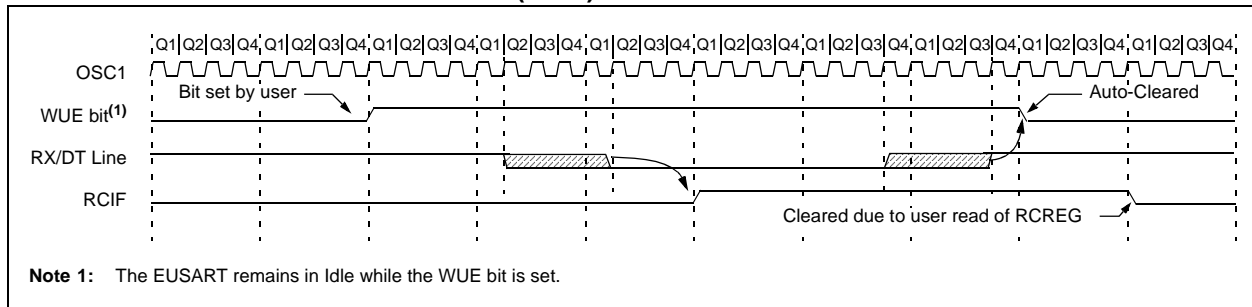 Q1 Q2 Q3 Q4 Q1 Q2 Q3 Q4 Q1 Q2 Q3 Q4 Q1 Q2 Q3 Q4 Q1 Q2 Q3 Q4 Q1 Q2 Q3 Q4 Q1 Q2 Q3 Q4 Q1 Q2 Q3 Q4 Q1 Q2 Q3 Q4 Q1 Q2 Q3 Q4
OSC1
Bit set by user
Auto-Cleared
WUE bit(1)
RX/DT Line
RCIF
Cleared due to user read of RCREG
Note 1: The EUSART remains in Idle while the WUE bit is set.